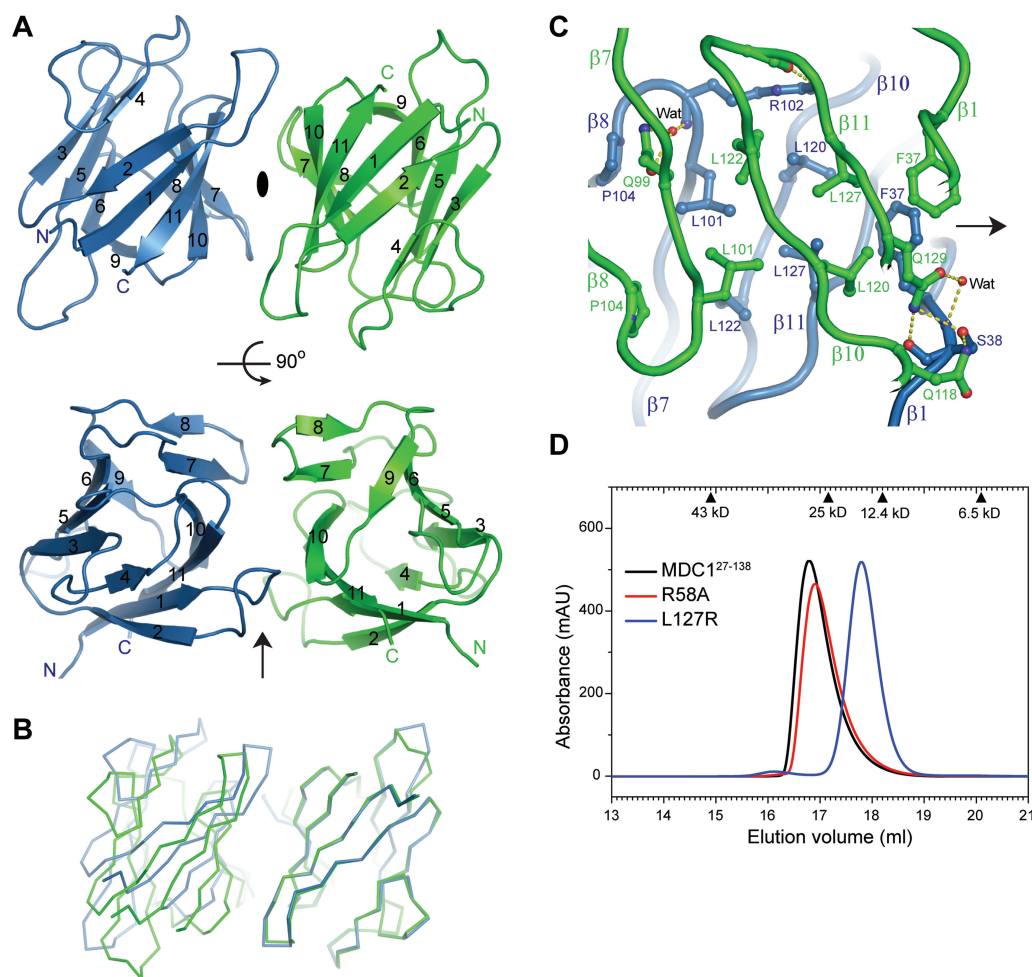 A
4
3
5
2
6
1
8
11
7
10
9
N
C
C
9
N
10
11
7
8
1
6
2
5
3
4
90°
8
7
6
9
5
3
10
4
11
1
2
N
C
8
7
9
6
5
3
10
4
11
1
2
C
N
B
C
β7
β8
Wat
R102
β10
β11
β1
P104
Q99
L122
L120
L127
F37
F37
L101
L101
Q129
β8
P104
L127
L120
Wat
L122
β11
S38
β10
Q118
β7
β1
D
43 kD
25 kD
12.4 kD
6.5 kD
600
400
200
0
Absorbance (mAU)
MDC1²⁷⁻¹³⁸
R58A
L127R
13 14 15 16 17 18 19 20 21
Elution volume (ml)